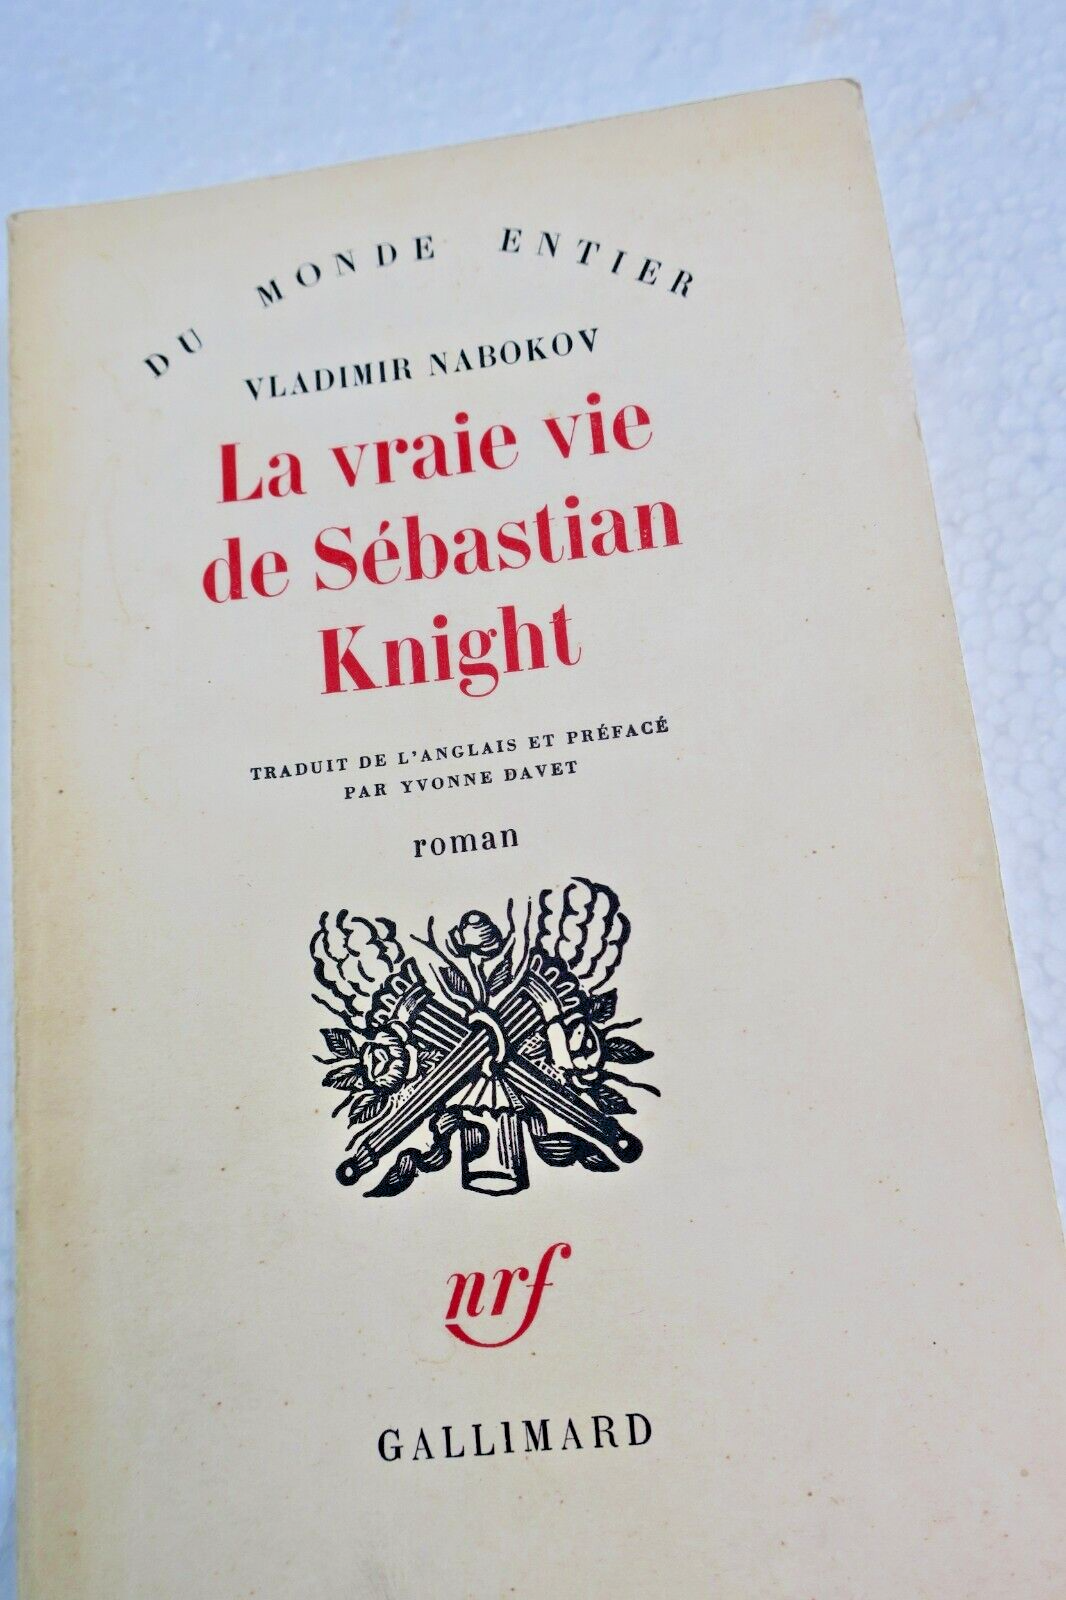 DU MONDE ENTIER
VLADIMIR NABOKOV
La vraie vie
de Sébastian
Knight
TRADUIT DE L'ANGLAIS ET PRÉFACÉ
PAR YVONNE DAVET
roman
nrf
GALLIMARD